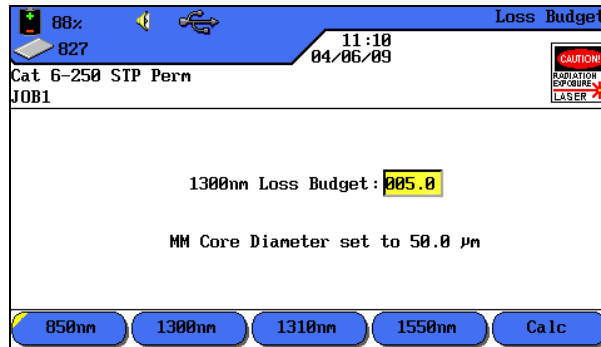 88%
Loss Budget
827
11:10
04/06/09
CAUTION!
RADIATION
EXPOSURE
LASER
Cat 6-250 STP Perm
JOB1
1300nm Loss Budget: 005.0
MM Core Diameter set to 50.0 µm
850nm
1300nm
1310nm
1550nm
Calc